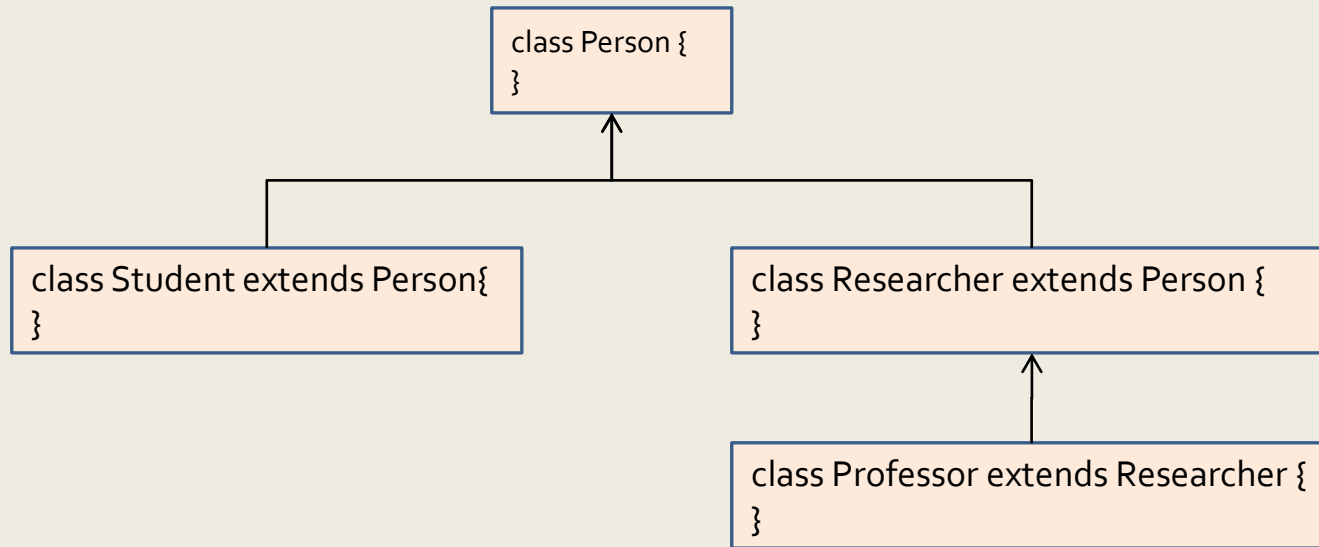 class Person {
}
class Student extends Person{
}
class Researcher extends Person {
}
class Professor extends Researcher {
}